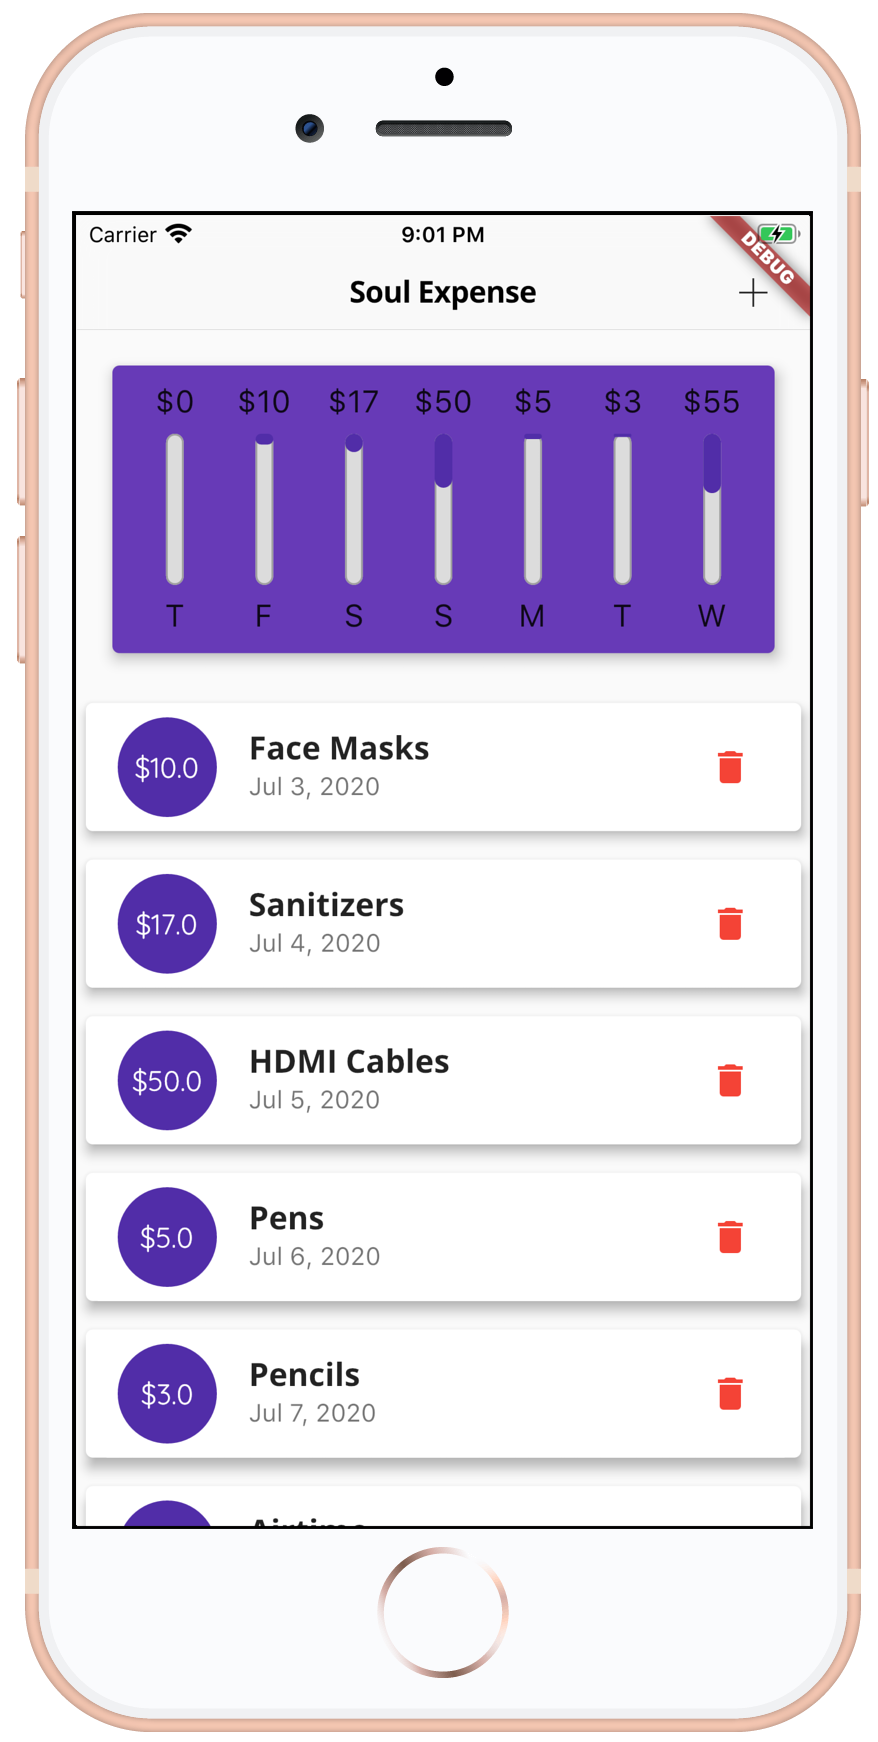 Carrier 9:01 PM
DEBUG
Soul Expense
$0 $10 $17 $50 $5 $3 $55
T F S S M T W
$10.0
Face Masks
Jul 3, 2020
$17.0
Sanitizers
Jul 4, 2020
$50.0
HDMI Cables
Jul 5, 2020
$5.0
Pens
Jul 6, 2020
$3.0
Pencils
Jul 7, 2020
Airtime